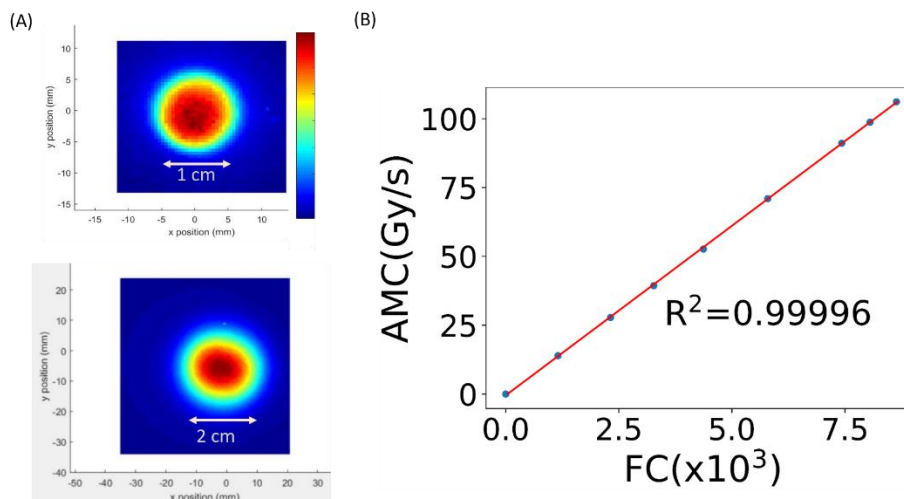 (A)
10
5
0
-5
-10
-15
y position (mm)
1 cm
-15 -10 -5 0 5 10
x position (mm)
20
10
0
-10
-20
-30
-40
y position (mm)
2 cm
-50 -40 -30 -20 -10 0 10 20 30
x position (mm)
(B)
100
75
50
25
0
AMC(Gy/s)
R²=0.99996
0.0 2.5 5.0 7.5
FC(x10³)